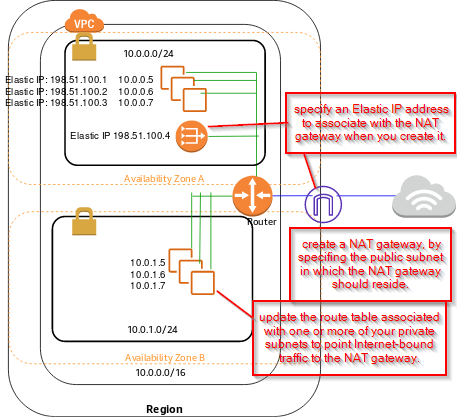 VPC
10.0.0.0/24
Elastic IP: 198.51.100.1 10.0.0.5
Elastic IP: 198.51.100.2 10.0.0.6
Elastic IP: 198.51.100.3 10.0.0.7
Elastic IP 198.51.100.4
specify an Elastic IP address
to associate with the NAT
gateway when you create it.
Availability Zone A
Router
create a NAT gateway, by
specifing the public subnet
in which the NAT gateway
should reside.
10.0.1.5
10.0.1.6
10.0.1.7
update the route table associated
with one or more of your private
subnets to point Internet-bound
traffic to the NAT gateway.
10.0.1.0/24
Availability Zone B
10.0.0.0/16
Region